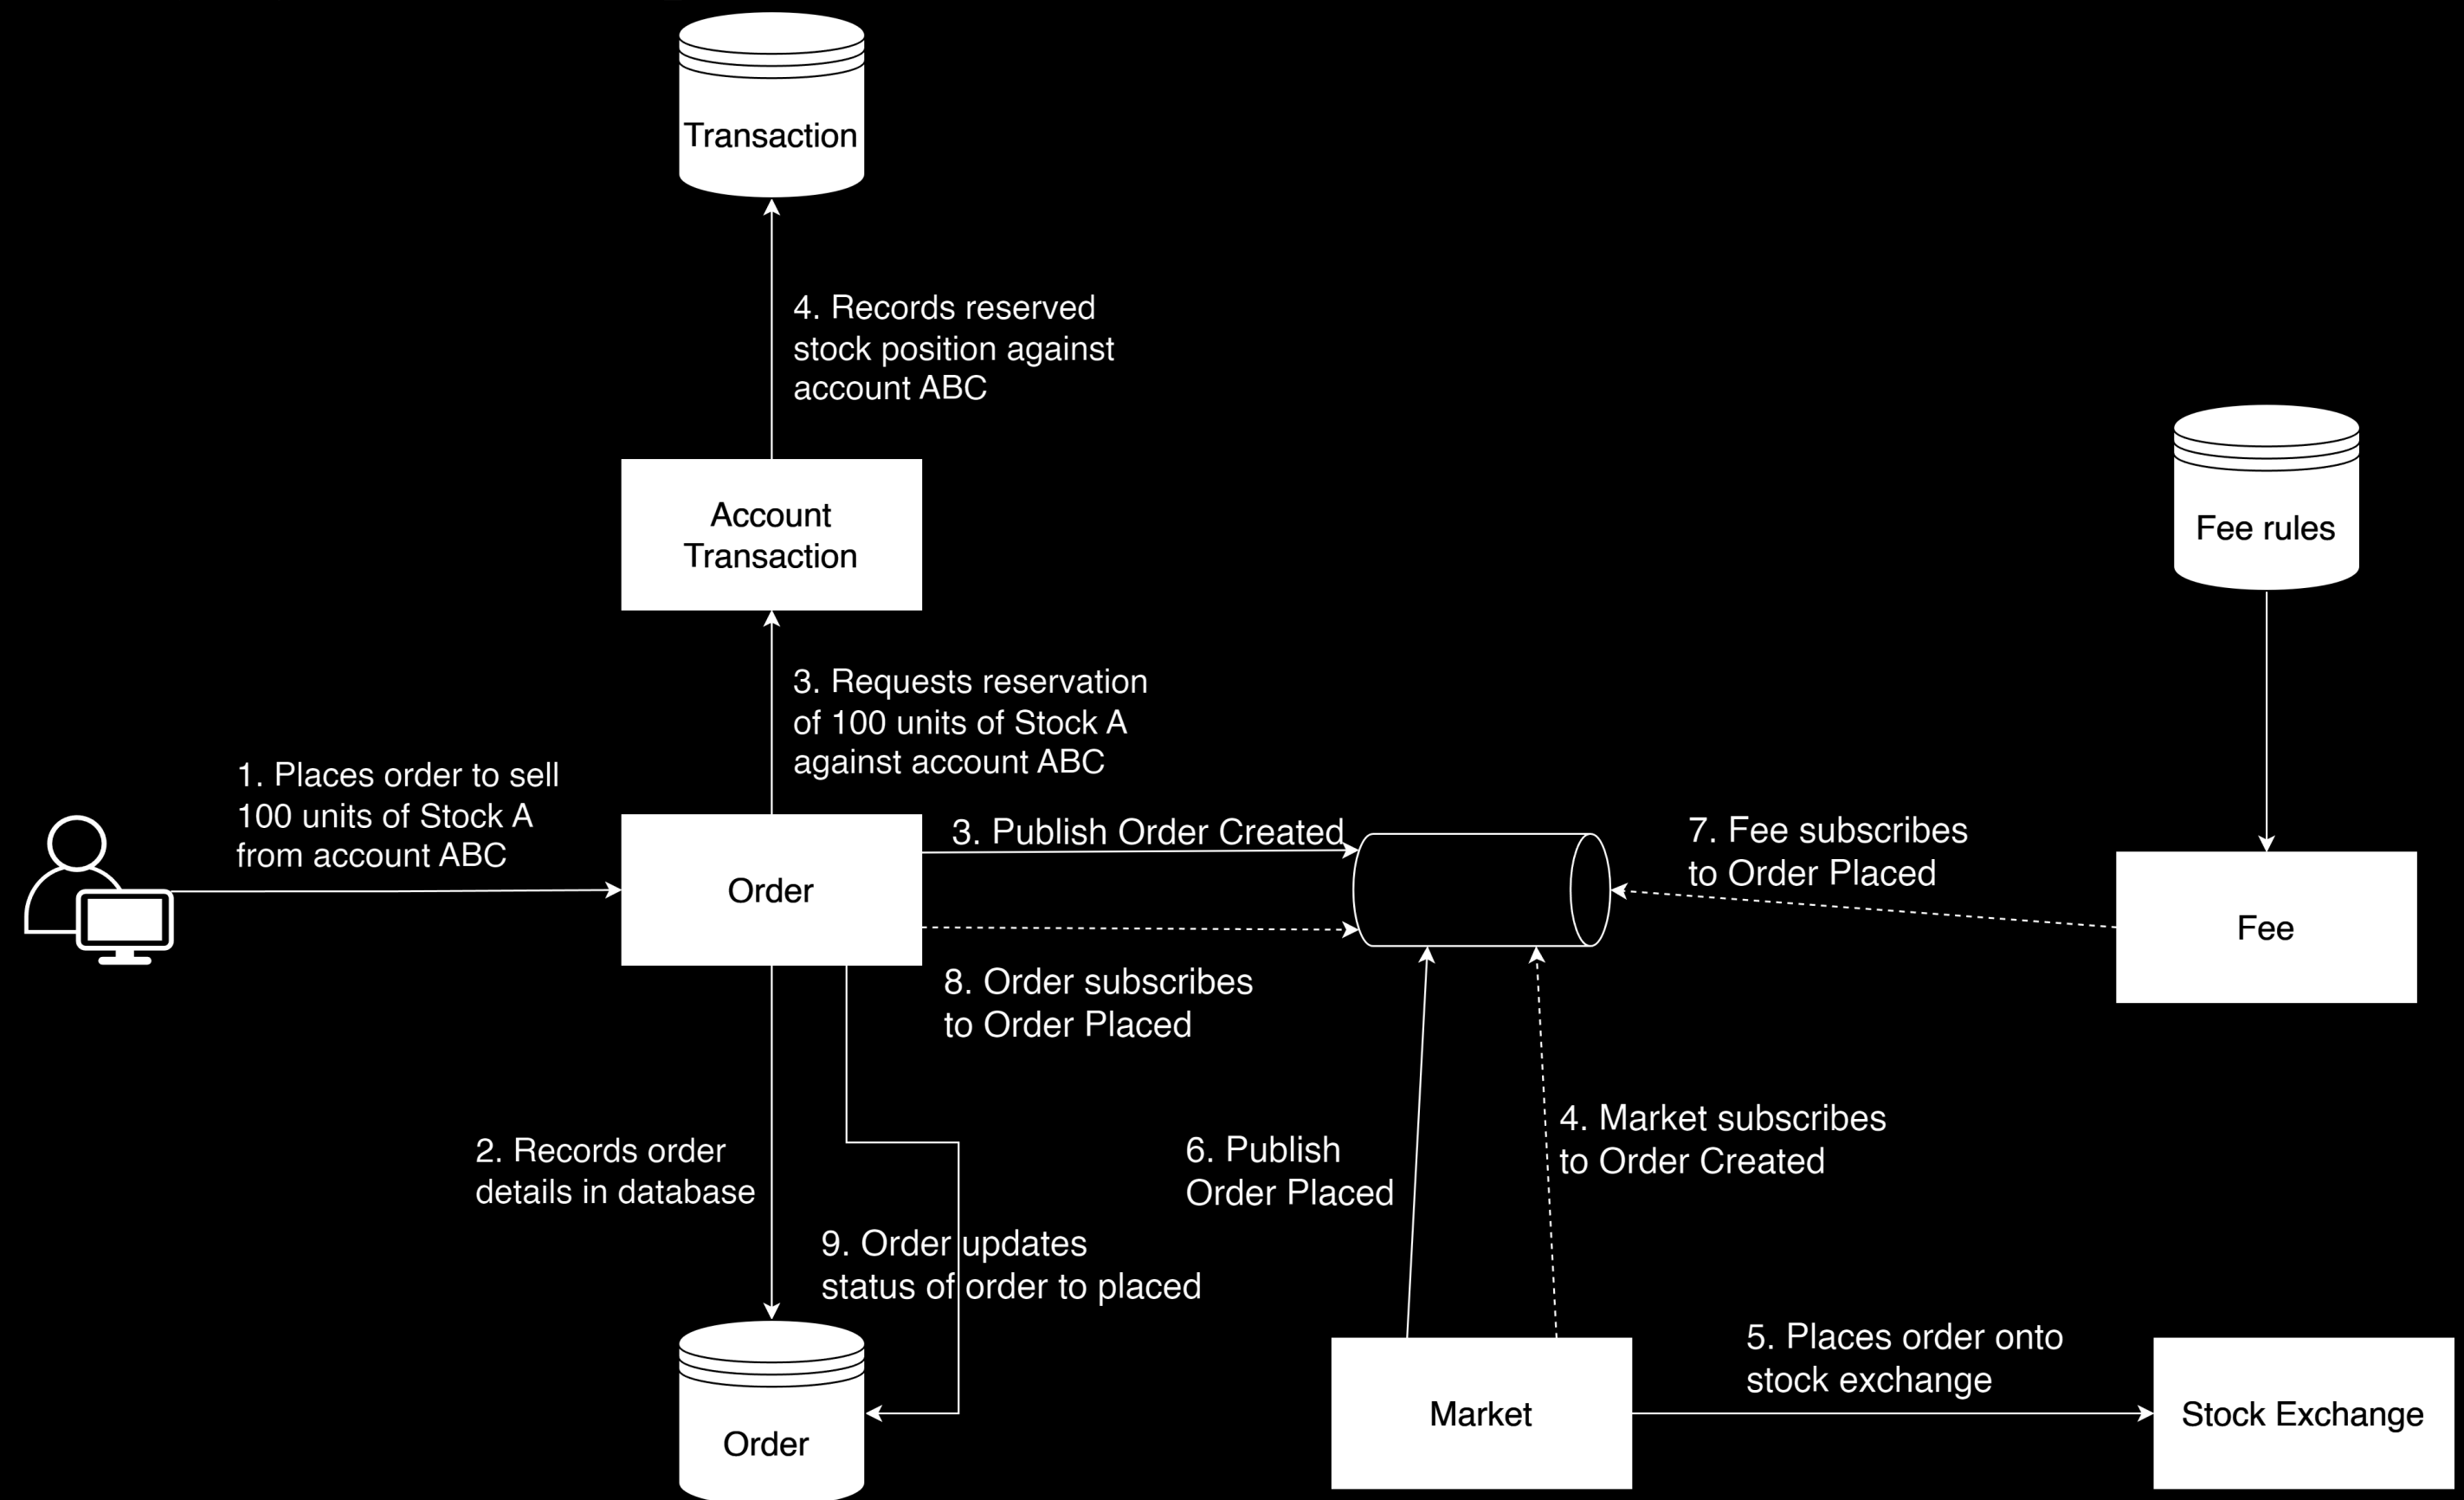 Transaction
4. Records reserved
stock position against
account ABC
Account
Transaction
Fee rules
3. Requests reservation
of 100 units of Stock A
against account ABC
1. Places order to sell
100 units of Stock A
from account ABC
Order
3. Publish Order Created
7. Fee subscribes
to Order Placed
Fee
8. Order subscribes
to Order Placed
2. Records order
details in database
9. Order updates
status of order to placed
6. Publish
Order Placed
4. Market subscribes
to Order Created
5. Places order onto
stock exchange
Order
Market
Stock Exchange